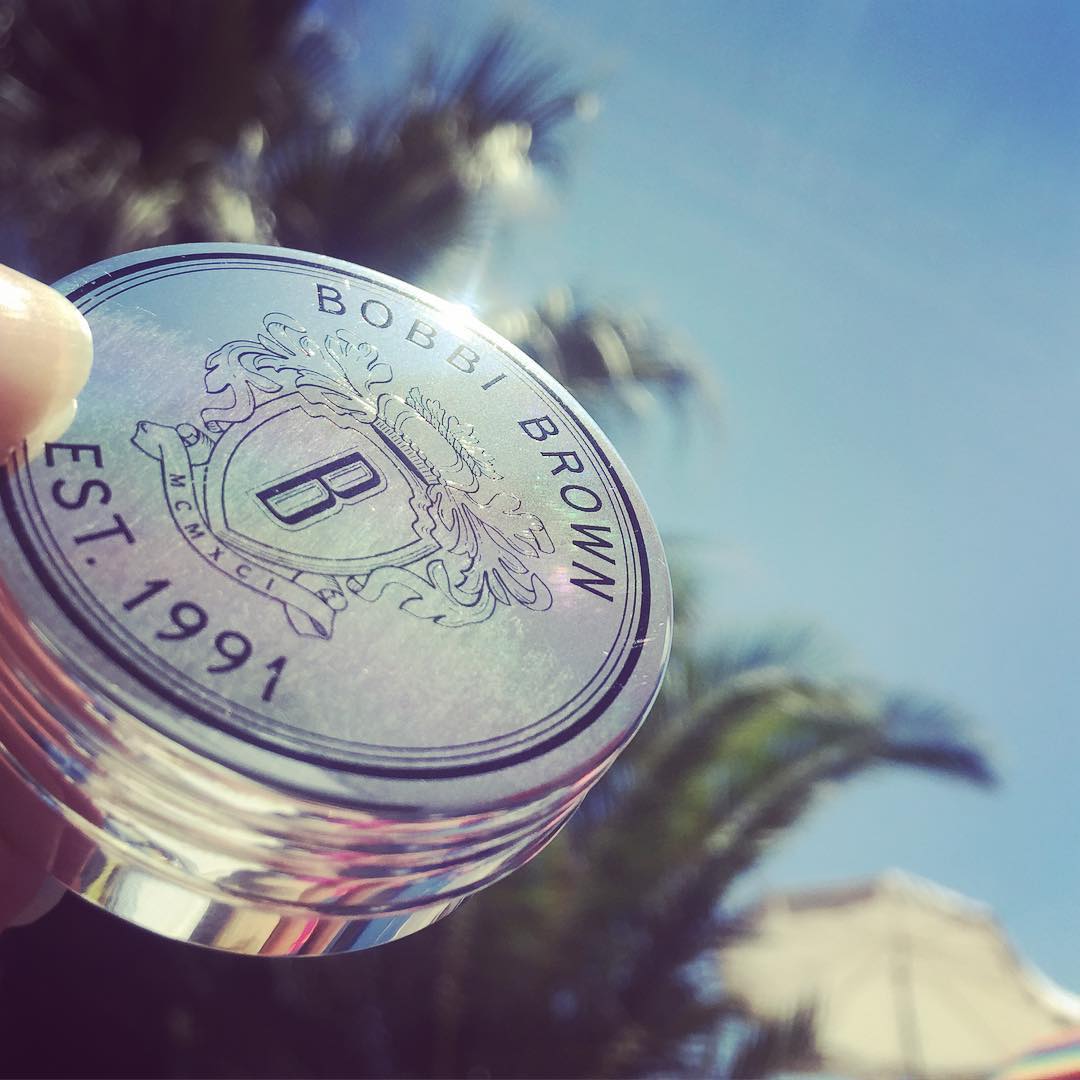 BOBBI BROWN
B
MCMXCI
EST. 1991